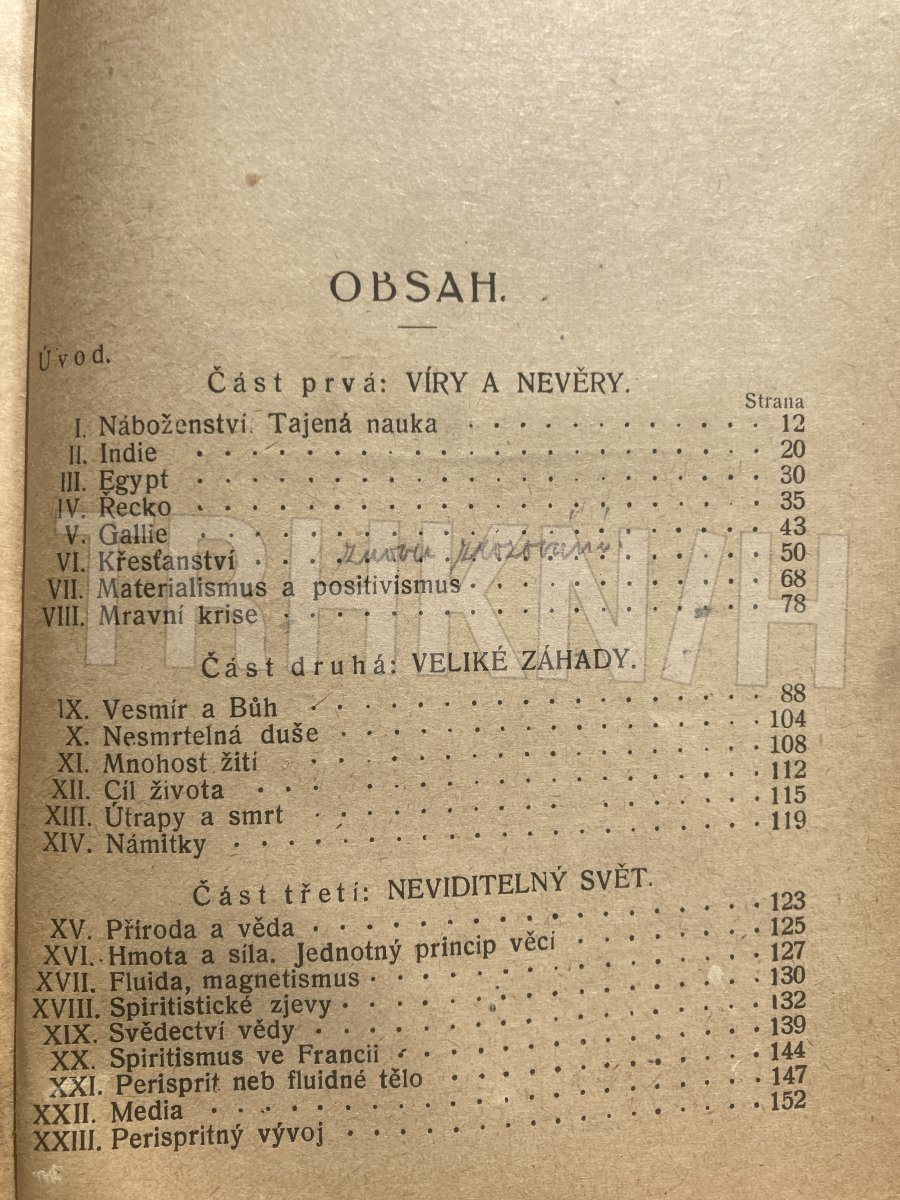 OBSAH.
Úvod.
Část prvá: VÍRY A NEVĚRY.
Strana
I. Náboženství. Tajená nauka 12
II. Indie 20
III. Egypt 30
IV. Řecko 35
V. Gallie 43
VI. Křesťanství 50
VII. Materialismus a positivismus 68
VIII. Mravní krise 78
Část druhá: VELIKÉ ZÁHADY.
IX. Vesmír a Bůh 88
X. Nesmrtelná duše 104
XI. Mnohost žití 108
XII. Cíl života 112
XIII. Útrapy a smrt 115
XIV. Námitky 119
Část třetí: NEVIDITELNÝ SVĚT.
XV. Příroda a věda 123
XVI. Hmota a síla. Jednotný princip věcí 125
XVII. Fluida, magnetismus 127
XVIII. Spiritistické zjevy 130
XIX. Svědectví vědy 132
XX. Spiritismus ve Francii 139
XXI. Perisprit neb fluidné tělo 144
XXII. Media 147
XXIII. Perispritný vývoj 152
TRHKNIH